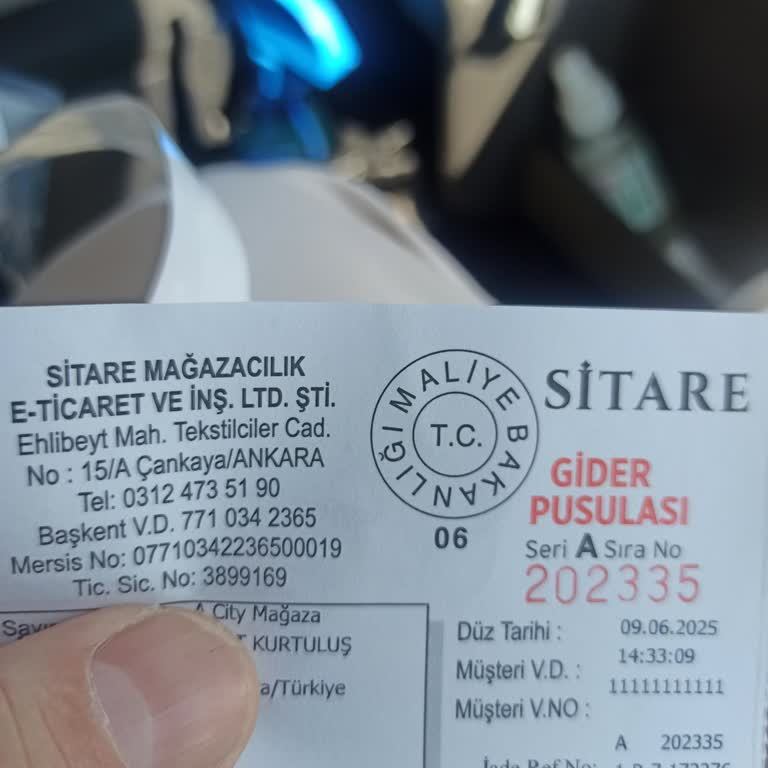 SİTARE MAĞAZACILIK
E-TİCARET VE İNŞ. LTD. ŞTİ.
Ehlibeyt Mah. Tekstilciler Cad.
No : 15/A Çankaya/ANKARA
Tel: 0312 473 51 90
Başkent V.D. 771 034 2365
Mersis No: 07710342236500019
Tic. Sic. No: 3899169
T.C.
MALİYE BAKANLIĞI
06
SİTARE
GİDER
PUSULASI
Seri A Sıra No
202335
City Mağaza
KURTULUŞ
a/Türkiye
Düz Tarihi : 09.06.2025
14:33:09
Müşteri V.D. :
11111111111
Müşteri V.NO :
A 202335